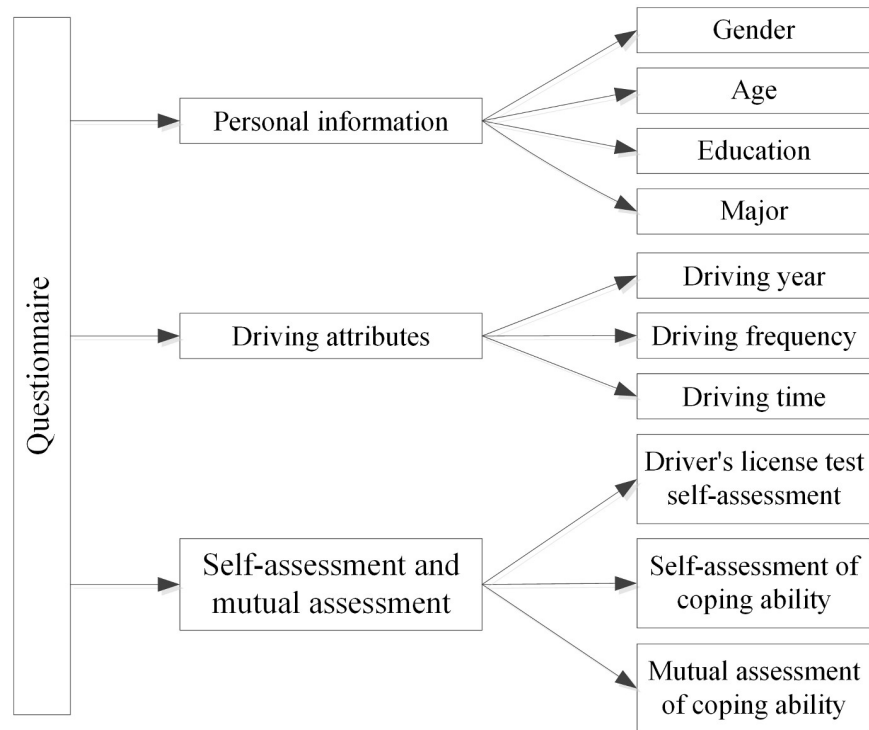 Questionnaire
Personal information
Gender
Age
Education
Major
Driving attributes
Driving year
Driving frequency
Driving time
Self-assessment and
mutual assessment
Driver's license test
self-assessment
Self-assessment of
coping ability
Mutual assessment
of coping ability